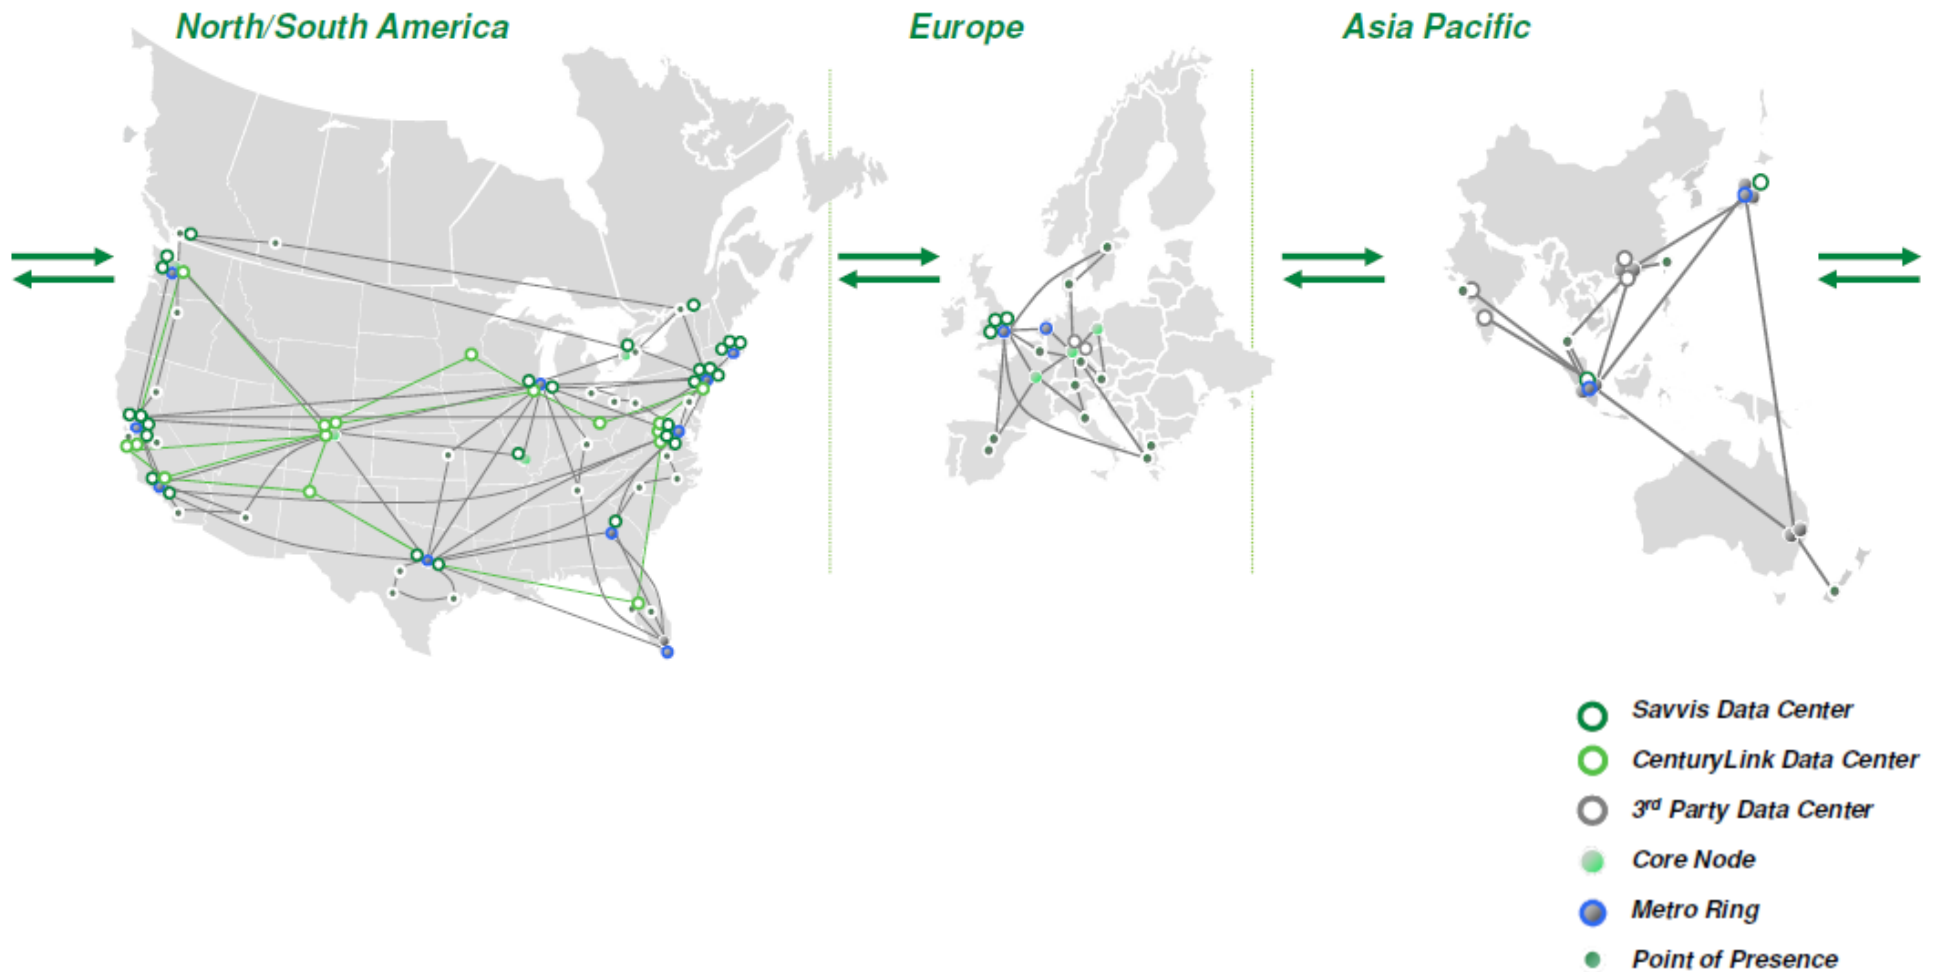 North/South America
Europe
Asia Pacific
Savvis Data Center
CenturyLink Data Center
3rd Party Data Center
Core Node
Metro Ring
Point of Presence